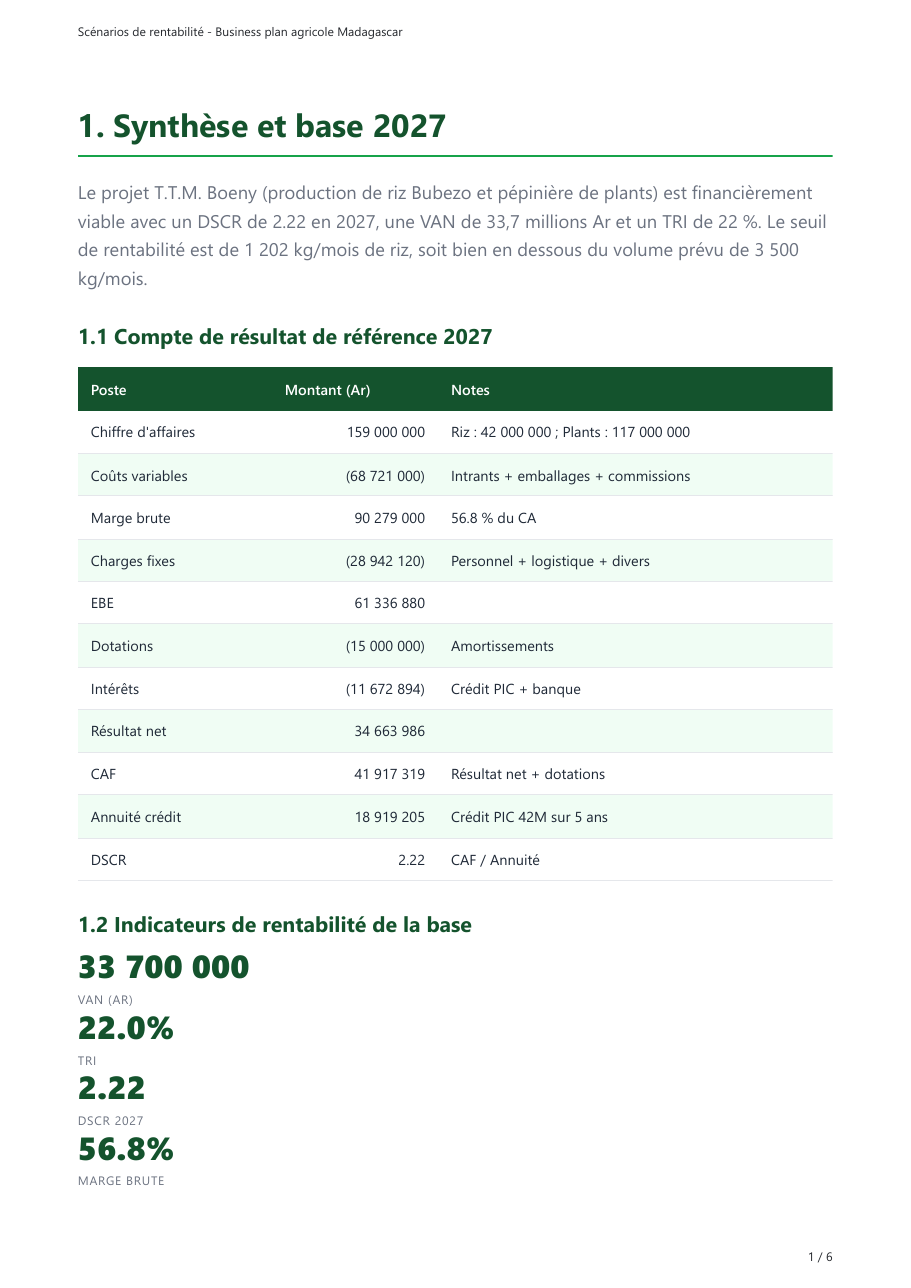 Scénarios de rentabilité - Business plan agricole Madagascar
1. Synthèse et base 2027
Le projet T.T.M. Boeny (production de riz Bubezo et pépinière de plants) est financièrement
viable avec un DSCR de 2.22 en 2027, une VAN de 33,7 millions Ar et un TRI de 22 %. Le seuil
de rentabilité est de 1 202 kg/mois de riz, soit bien en dessous du volume prévu de 3 500
kg/mois.
1.1 Compte de résultat de référence 2027
Poste Montant (Ar) Notes
Chiffre d'affaires 159 000 000 Riz : 42 000 000 ; Plants : 117 000 000
Coûts variables (68 721 000) Intrants + emballages + commissions
Marge brute 90 279 000 56.8 % du CA
Charges fixes (28 942 120) Personnel + logistique + divers
EBE 61 336 880
Dotations (15 000 000) Amortissements
Intérêts (11 672 894) Crédit PIC + banque
Résultat net 34 663 986
CAF 41 917 319 Résultat net + dotations
Annuité crédit 18 919 205 Crédit PIC 42M sur 5 ans
DSCR 2.22 CAF / Annuité
1.2 Indicateurs de rentabilité de la base
33 700 000
VAN (AR)
22.0%
TRI
2.22
DSCR 2027
56.8%
MARGE BRUTE
1 / 6